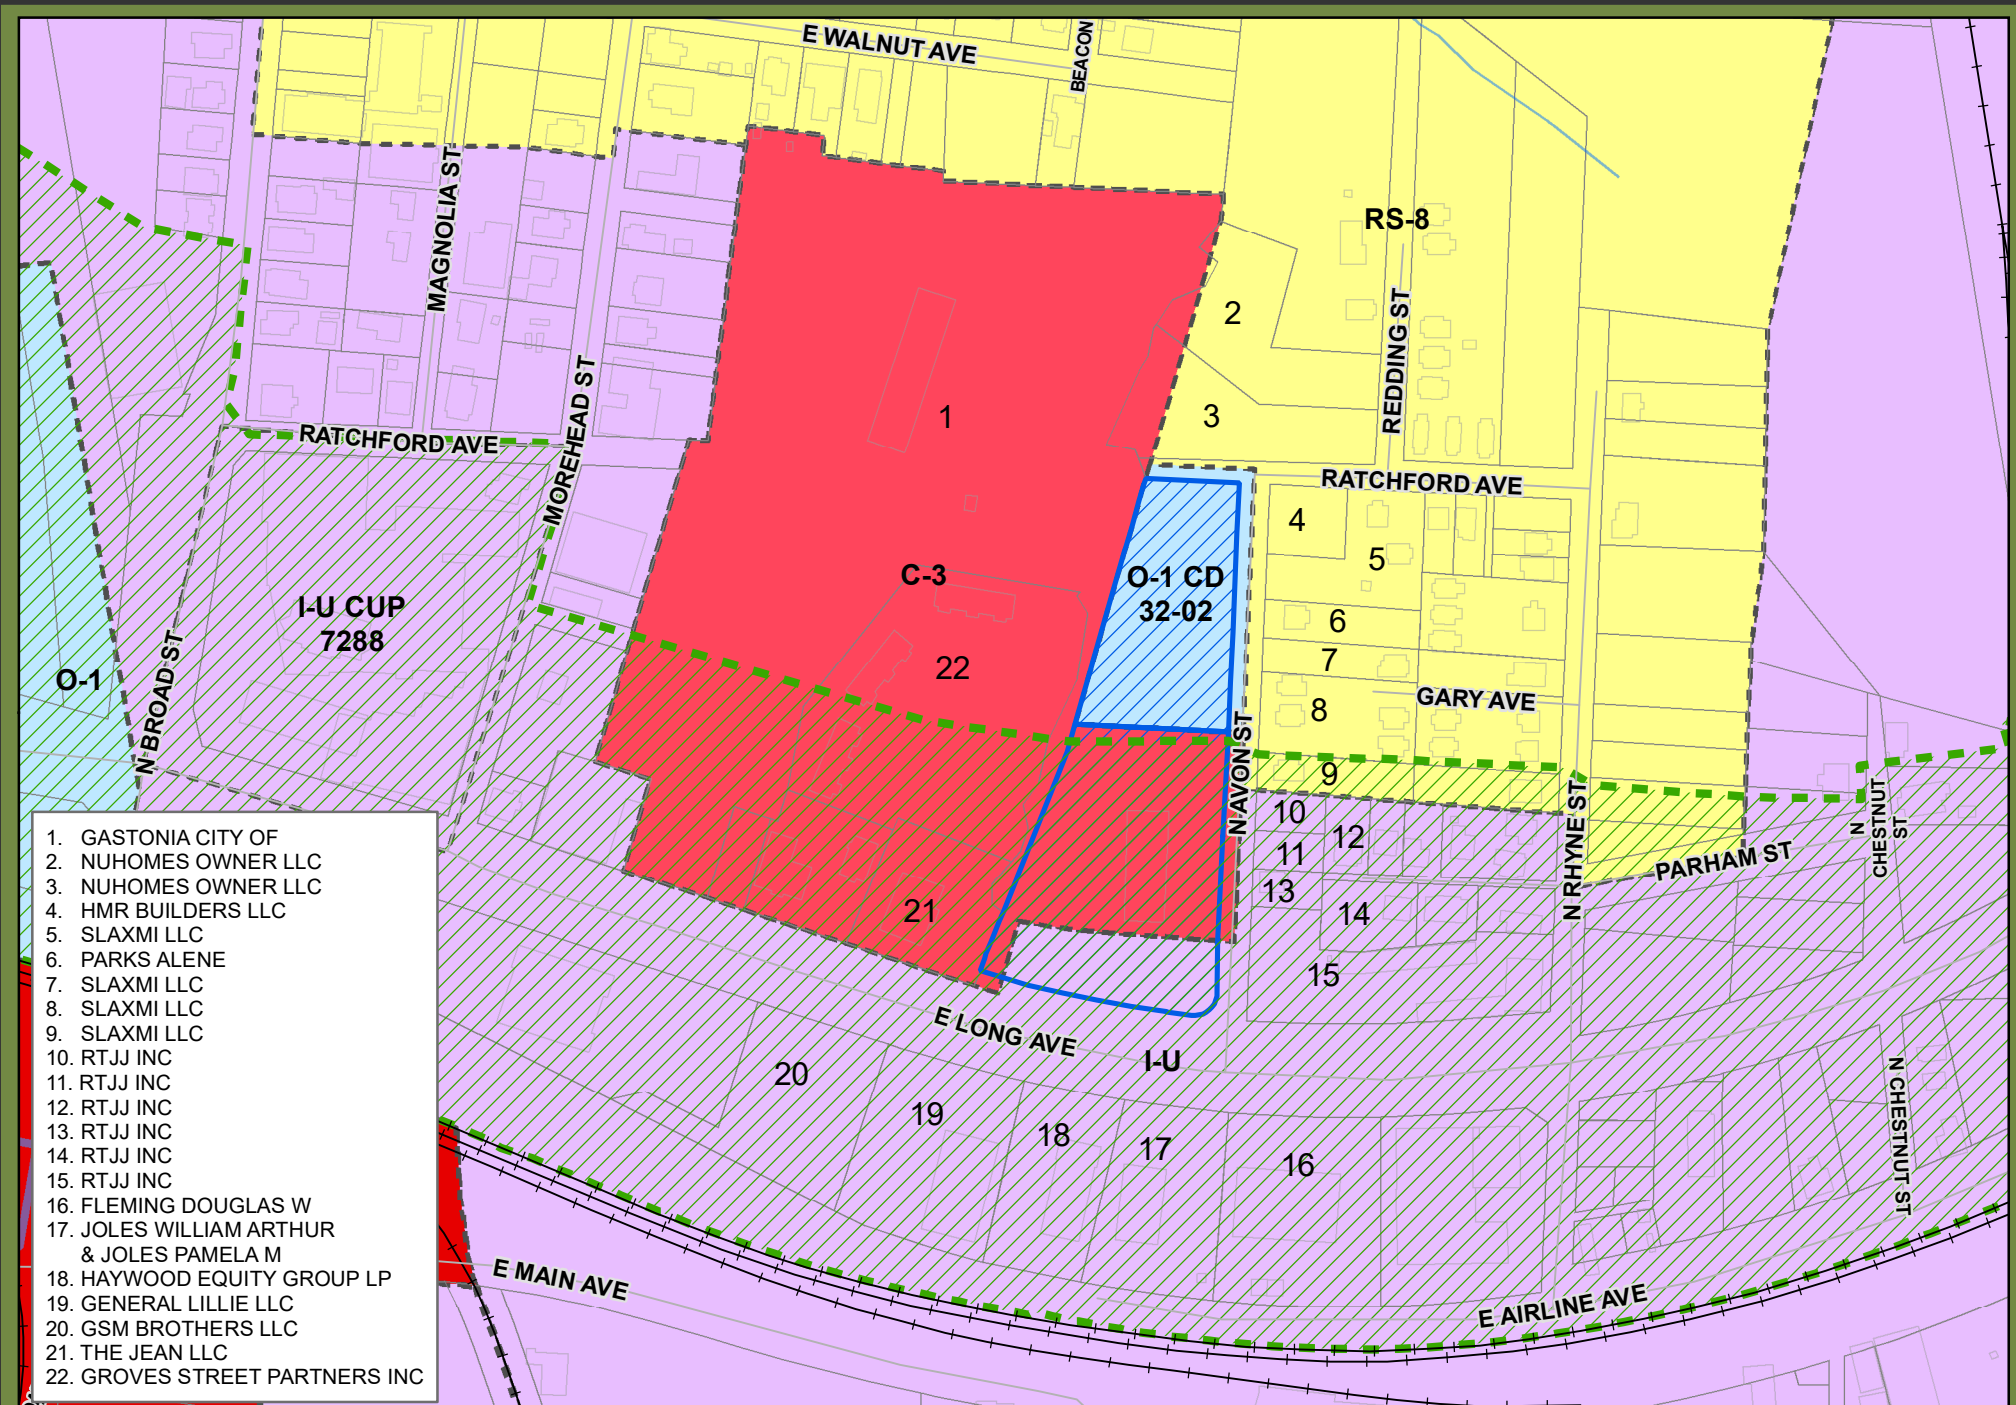 E WALNUT AVE
BEACON
MAGNOLIA ST
RS-8
2
REDDING ST
MOREHEAD ST
1
3
RATCHFORD AVE
RATCHFORD AVE
4
5
C-3
O-1 CD
32-02
I-U CUP
7288
6
7
22
O-1
N BROAD ST
GARY AVE
8
N AVON ST
9
10
12
N RHYNE ST
N CHESTNUT ST
11
PARHAM ST
13
21
14
15
E LONG AVE
I-U
20
19
18
17
16
N CHESTNUT ST
E MAIN AVE
E AIRLINE AVE
1. GASTONIA CITY OF
2. NUHOMES OWNER LLC
3. NUHOMES OWNER LLC
4. HMR BUILDERS LLC
5. SLAXMI LLC
6. PARKS ALENE
7. SLAXMI LLC
8. SLAXMI LLC
9. SLAXMI LLC
10. RTJJ INC
11. RTJJ INC
12. RTJJ INC
13. RTJJ INC
14. RTJJ INC
15. RTJJ INC
16. FLEMING DOUGLAS W
17. JOLES WILLIAM ARTHUR
& JOLES PAMELA M
18. HAYWOOD EQUITY GROUP LP
19. GENERAL LILLIE LLC
20. GSM BROTHERS LLC
21. THE JEAN LLC
22. GROVES STREET PARTNERS INC